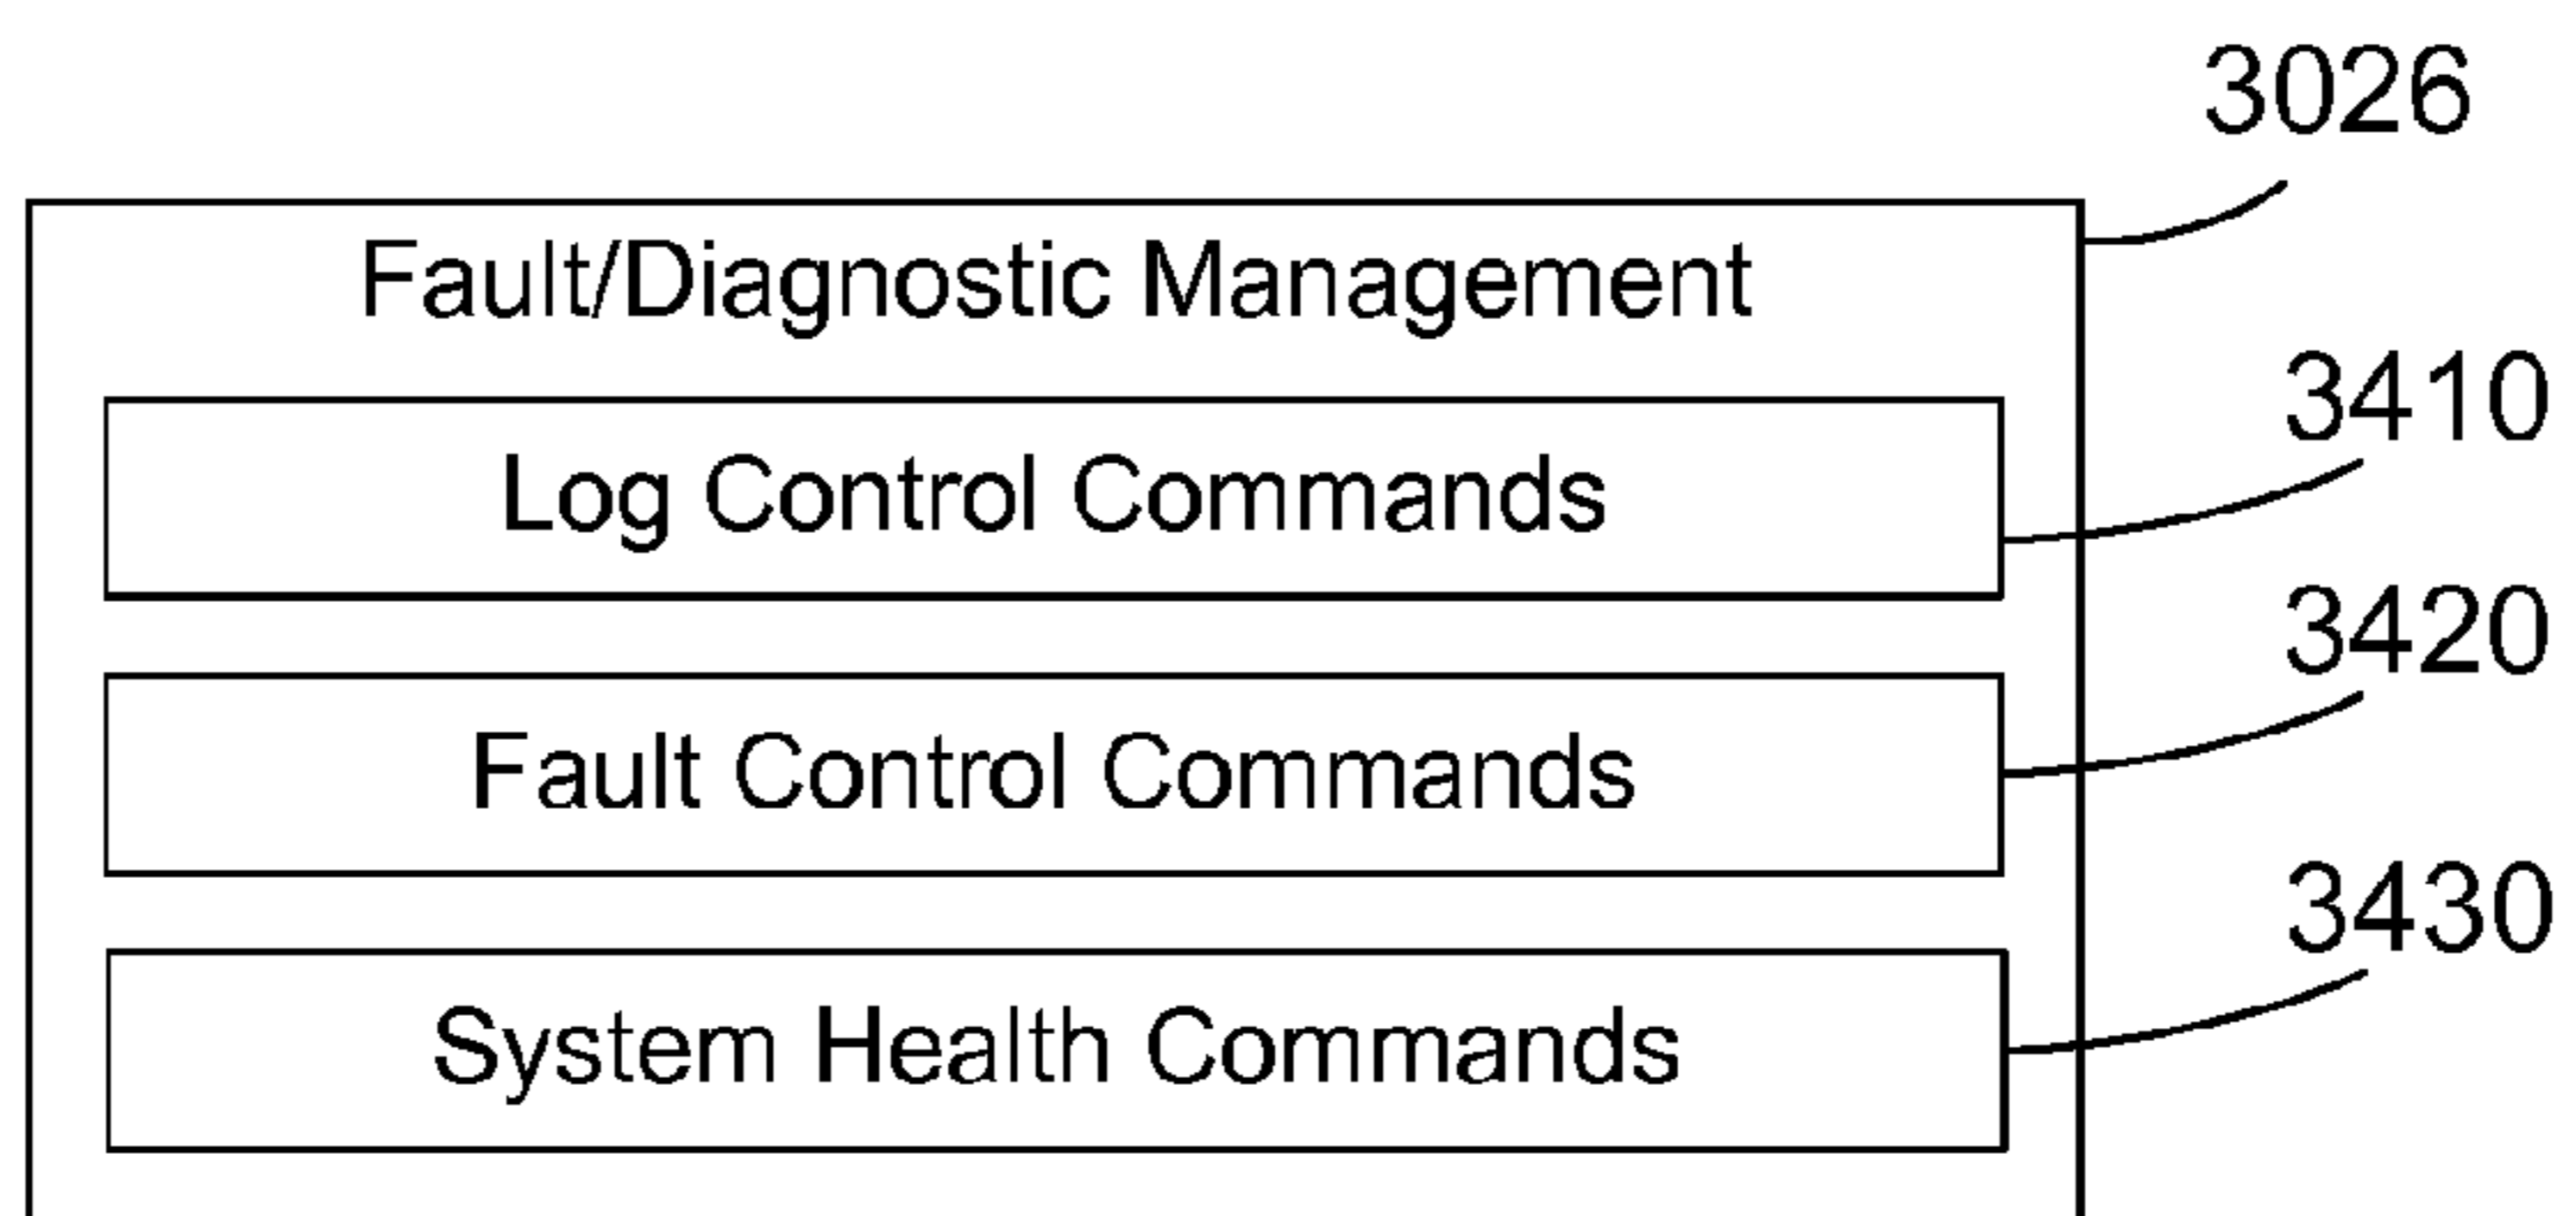 3026
Fault/Diagnostic Management
3410
Log Control Commands
3420
Fault Control Commands
3430
System Health Commands